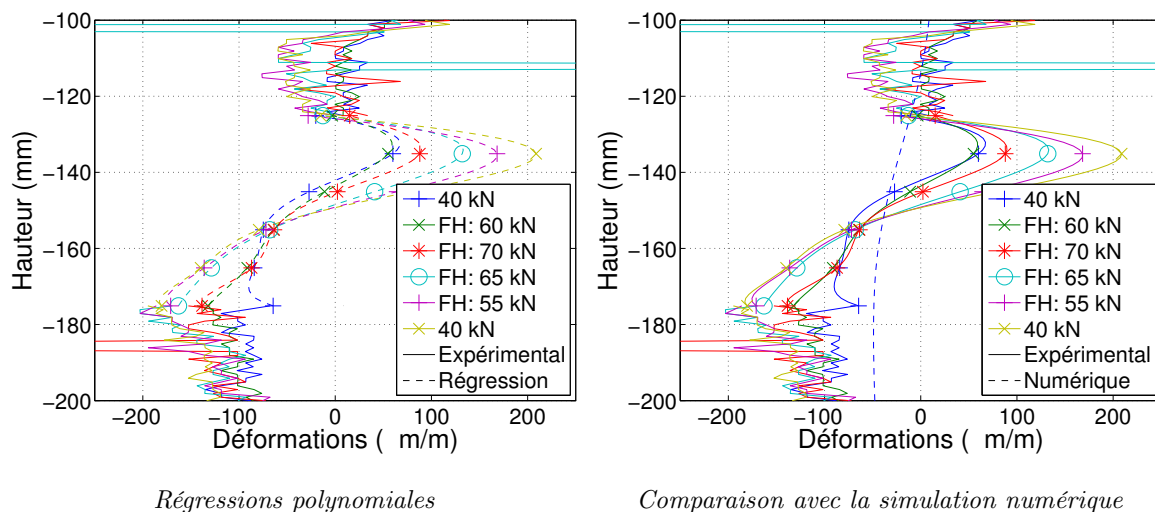 −100
−120
−140
−160
−180
−200
Hauteur (mm)
−200
−100
0
100
200
Déformations ( m/m)
40 kN
FH: 60 kN
FH: 70 kN
FH: 65 kN
FH: 55 kN
40 kN
Expérimental
Régression
Régressions polynomiales
−100
−120
−140
−160
−180
−200
Hauteur (mm)
−200
−100
0
100
200
Déformations ( m/m)
40 kN
FH: 60 kN
FH: 70 kN
FH: 65 kN
FH: 55 kN
40 kN
Expérimental
Numérique
Comparaison avec la simulation numérique